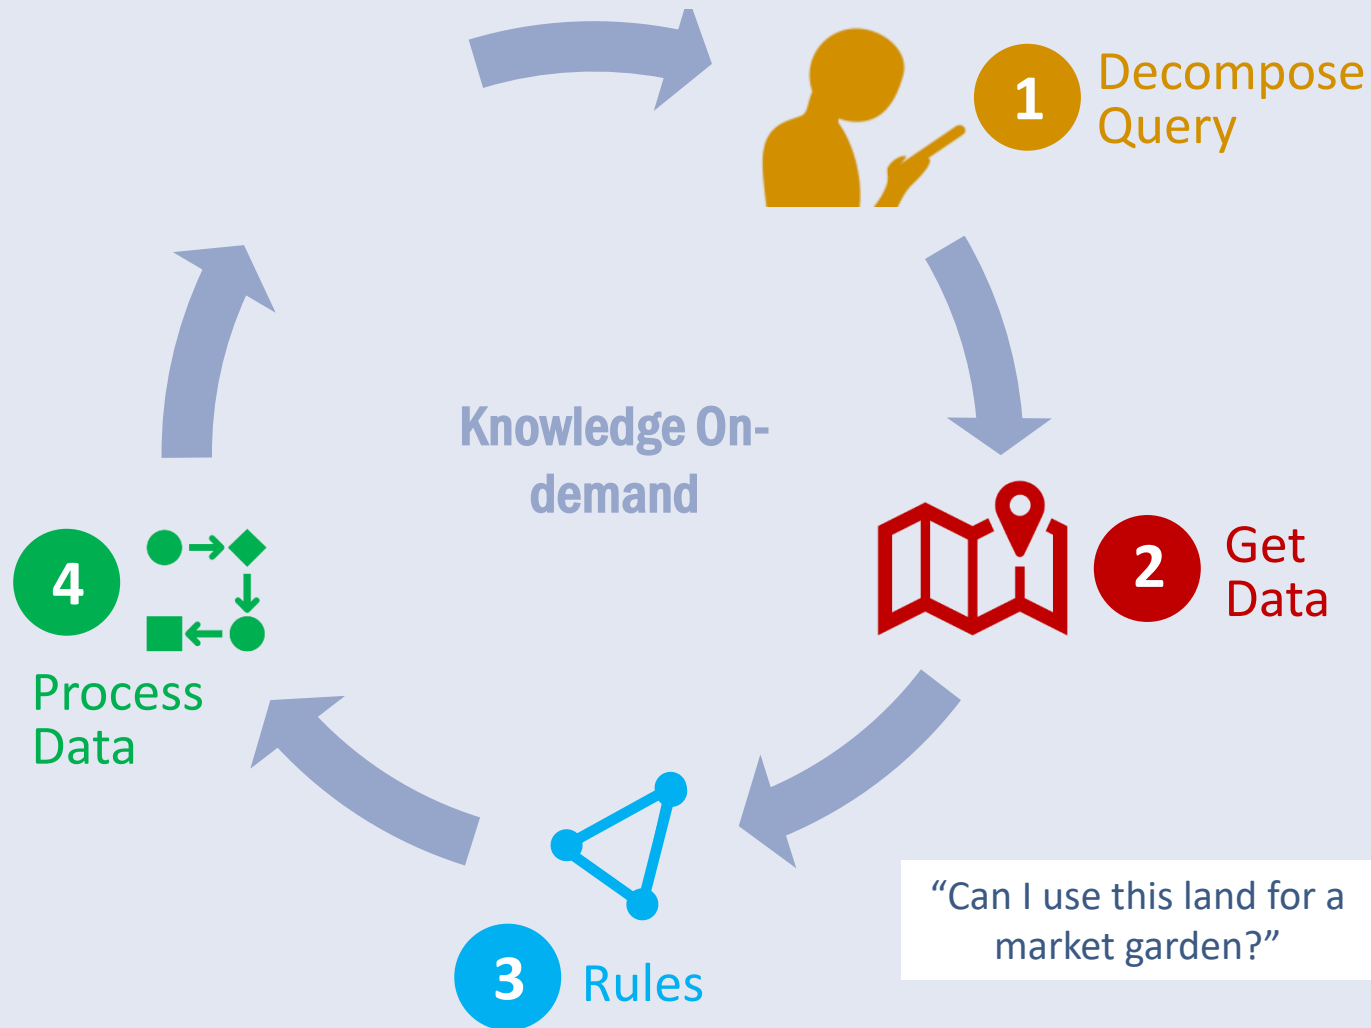 1
Decompose
Query
Knowledge On-
demand
2
Get
Data
4
Process
Data
3
Rules
“Can I use this land for a
market garden?”